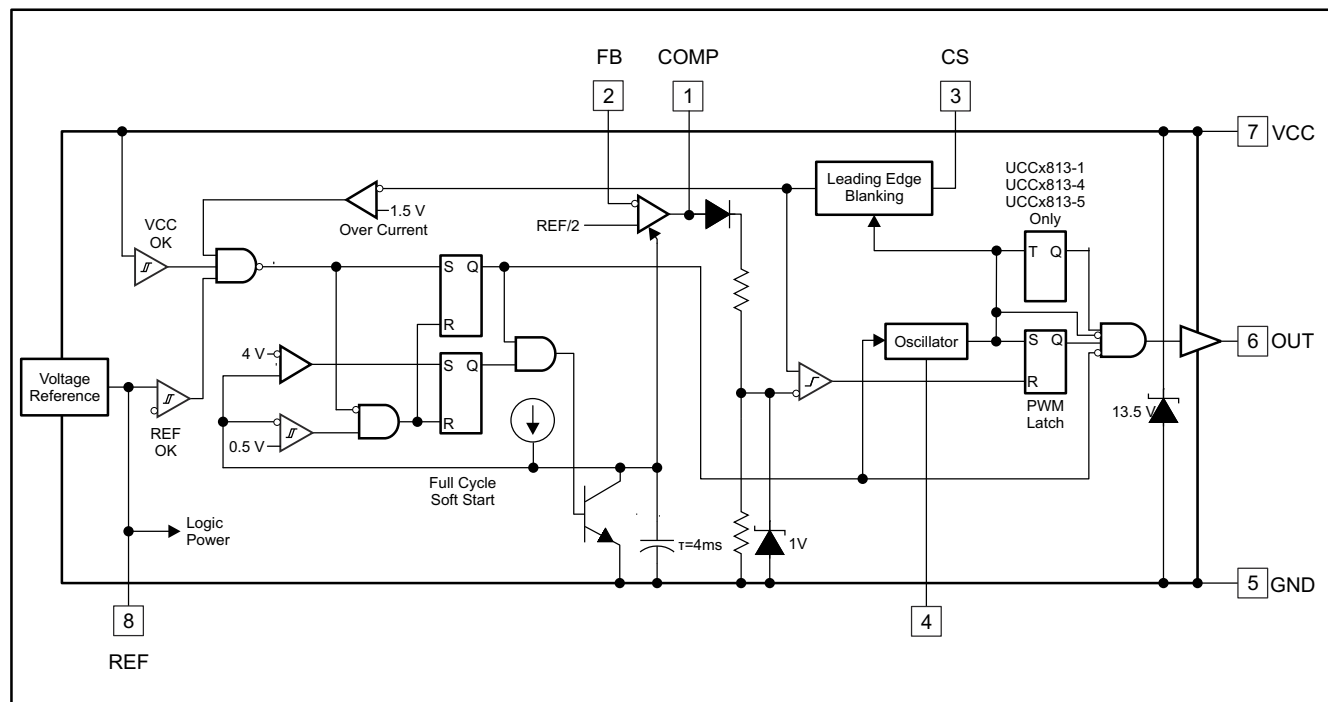 FB
COMP
CS
2
1
3
7
VCC
UCCx813-1
UCCx813-4
UCCx813-5
Only
Leading Edge
Blanking
VCC
OK
1.5 V
Over Current
REF/2
T
Q
S
Q
R
4 V
S
Q
R
Oscillator
S
Q
R
PWM
Latch
6
OUT
Voltage
Reference
REF
OK
0.5 V
13.5 V
Full Cycle
Soft Start
Logic
Power
τ=4ms
1V
5
GND
8
4
REF